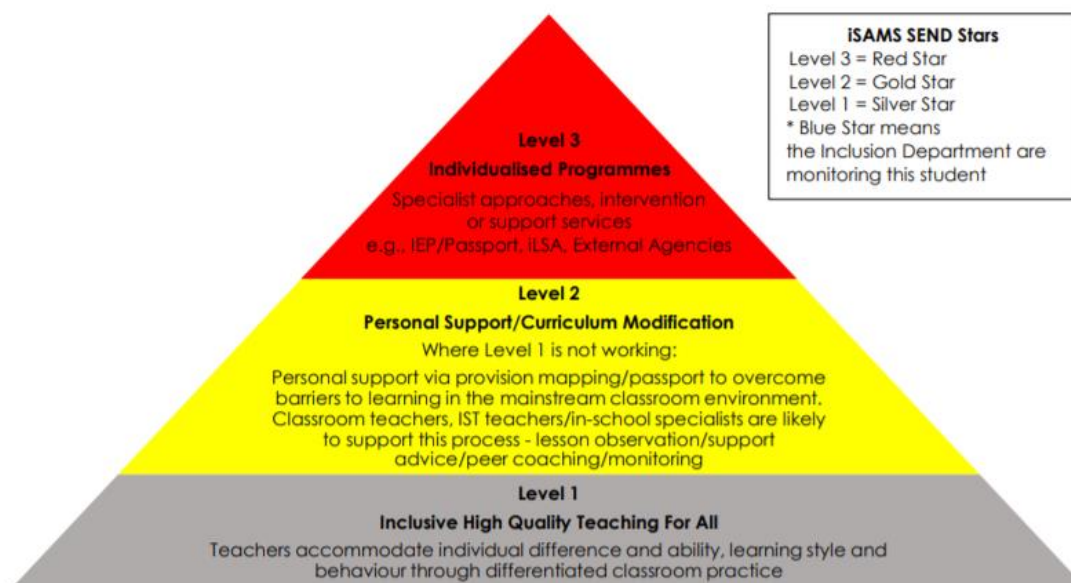 iSAMS SEND Stars
Level 3 = Red Star
Level 2 = Gold Star
Level 1 = Silver Star
* Blue Star means
the Inclusion Department are
monitoring this student
Level 3
Individualised Programmes
Specialist approaches, intervention
or support services
e.g., IEP/Passport, iLSA, External Agencies
Level 2
Personal Support/Curriculum Modification
Where Level 1 is not working:
Personal support via provision mapping/passport to overcome
barriers to learning in the mainstream classroom environment.
Classroom teachers, IST teachers/in-school specialists are likely
to support this process - lesson observation/support
advice/peer coaching/monitoring
Level 1
Inclusive High Quality Teaching For All
Teachers accommodate individual difference and ability, learning style and
behaviour through differentiated classroom practice